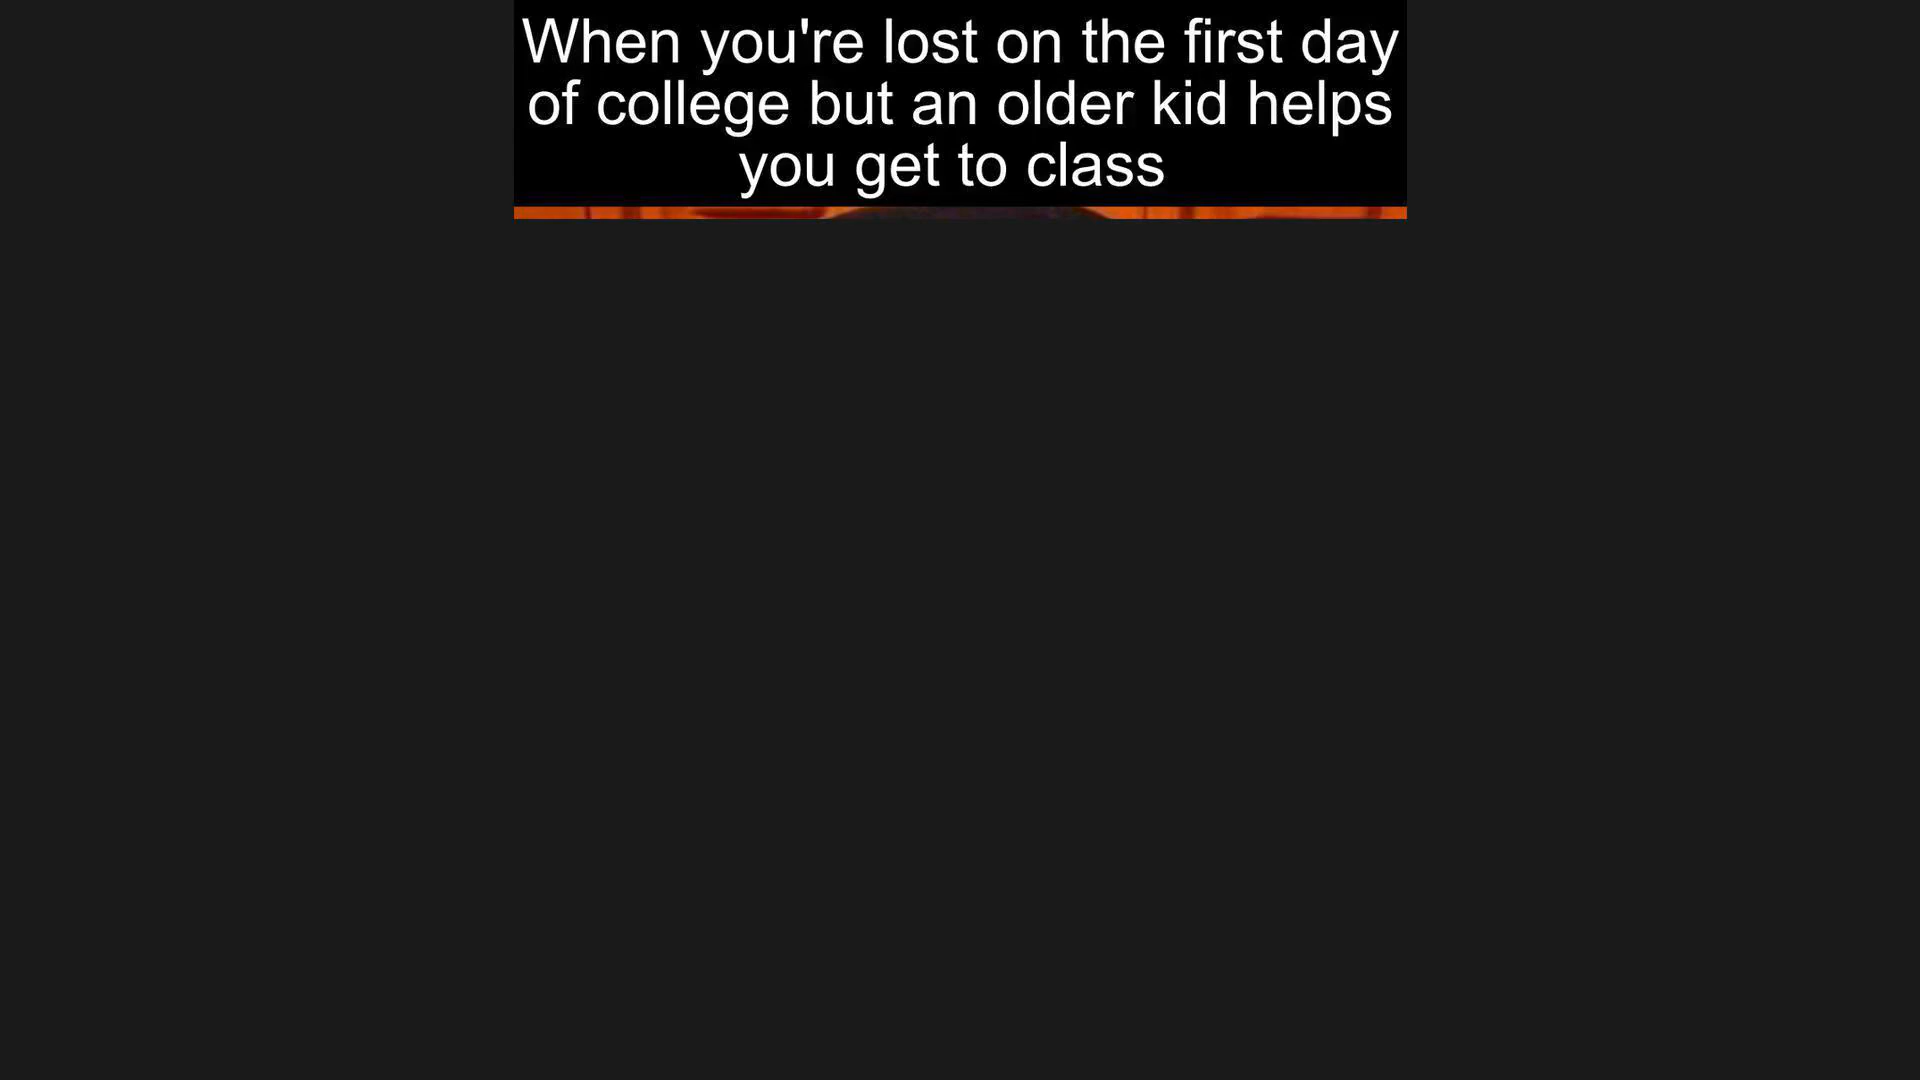 When you're lost on the first day
of college but an older kid helps
you get to class